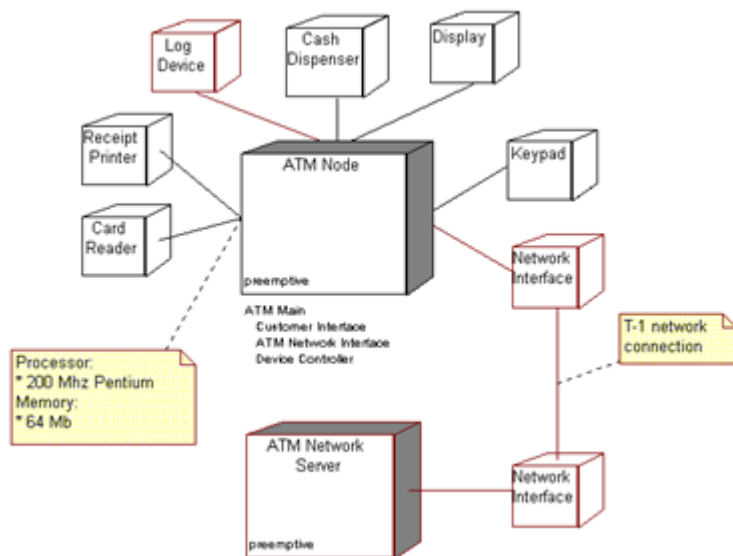 Log
Device
Cash
Dispenser
Display
Receipt
Printer
ATM Node
Keypad
Card
Reader
preemptive
Network
Interface
ATM Main
Customer Interface
ATM Network Interface
Device Controller
T-1 network
connection
Processor:
* 200 Mhz Pentium
Memory:
* 64 Mb
ATM Network
Server
preemptive
Network
Interface